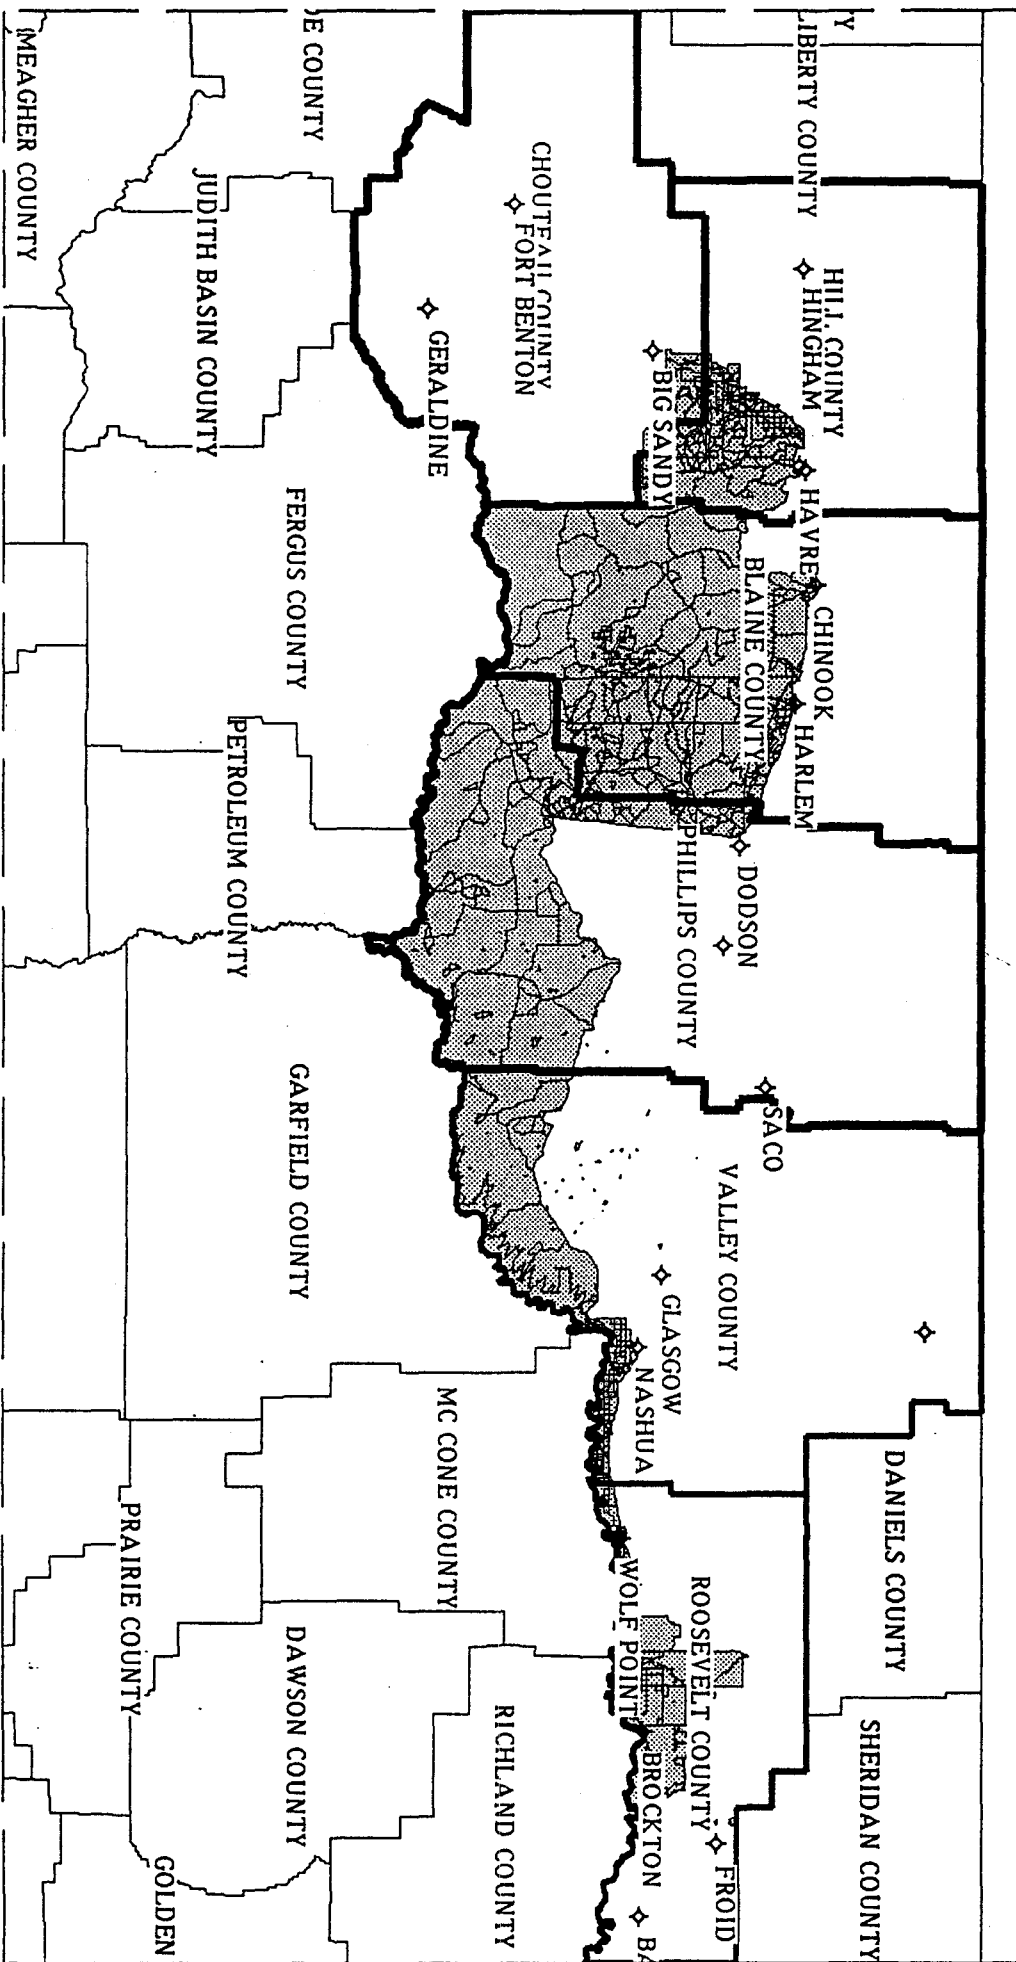 Y
LIBERTY COUNTY
HILL COUNTY
HINGHAM
HAVRE
CHINOOK
HARLEM
BLAINE COUNTY
DODSON
PHILLIPS COUNTY
SACO
VALLEY COUNTY
GLASGOW
NASHUA
DANIELS COUNTY
SHERIDAN COUNTY
ROOSEVELT COUNTY
WOLF POINT
BROCKTON
FROID
BA
BIG SANDY
CHOUTEAU COUNTY
FORT BENTON
GERALDINE
DE COUNTY
JUDITH BASIN COUNTY
MEAGHER COUNTY
FERGUS COUNTY
PETROLEUM COUNTY
GARFIELD COUNTY
MC CONE COUNTY
RICHLAND COUNTY
DAWSON COUNTY
PRAIRIE COUNTY
GOLDEN